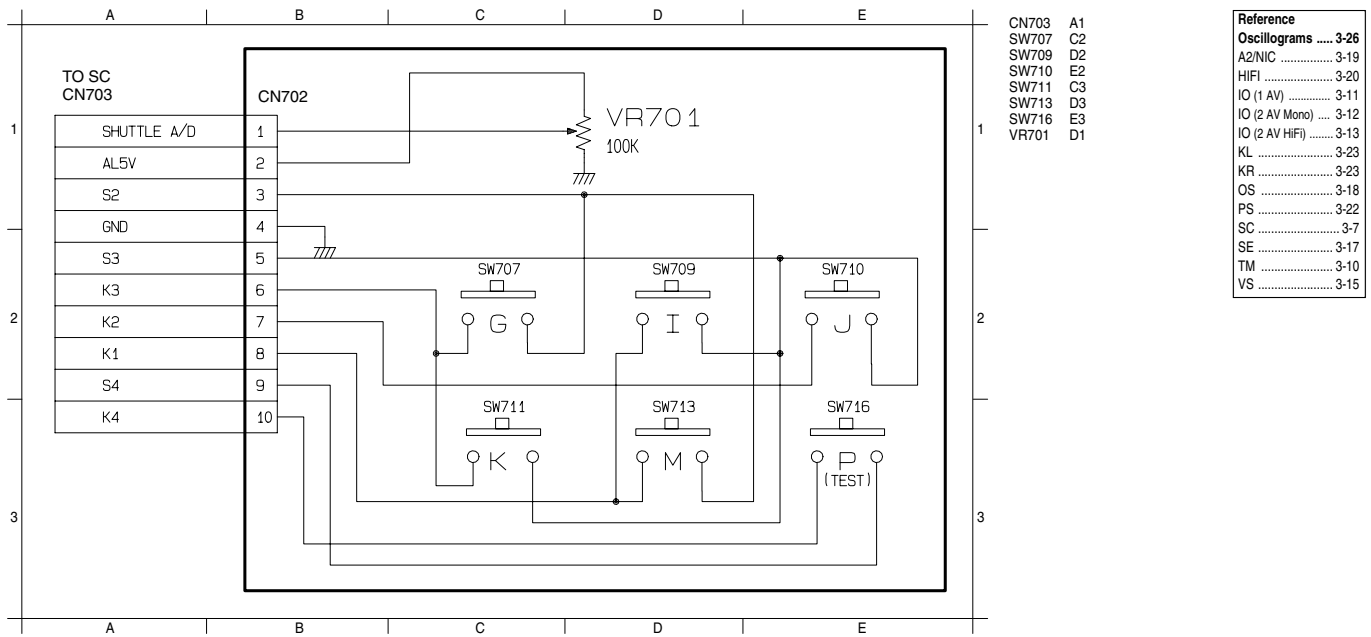 A B C D E
TO SC
CN703
CN702
1 SHUTTLE A/D 1
AL5V 2
S2 3
GND 4
S3 5
K3 6
2 K2 7
K1 8
S4 9
K4 10
3
VR701
100K
1
SW707 SW709 SW710
G I J
2
SW711 SW713 SW716
K M P
(TEST)
3
A B C D E
CN703 A1
SW707 C2
SW709 D2
SW710 E2
SW711 C3
SW713 D3
SW716 E3
VR701 D1
Reference
Oscillograms ..... 3-26
A2/NIC ................ 3-19
HIFI .................... 3-20
IO (1 AV) ............. 3-11
IO (2 AV Mono) .... 3-12
IO (2 AV HiFi) ........ 3-13
KL ....................... 3-23
KR ....................... 3-23
OS ...................... 3-18
PS ....................... 3-22
SC ......................... 3-7
SE ....................... 3-17
TM ...................... 3-10
VS ....................... 3-15